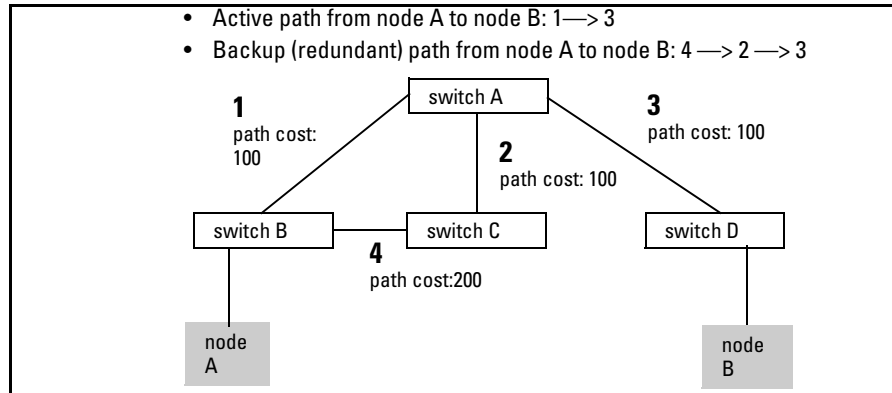 • Active path from node A to node B: 1—> 3
• Backup (redundant) path from node A to node B: 4 —> 2 —> 3
switch A
1
path cost:
100
3
path cost: 100
2
path cost: 100
switch B
switch C
switch D
4
path cost:200
node
A
node
B